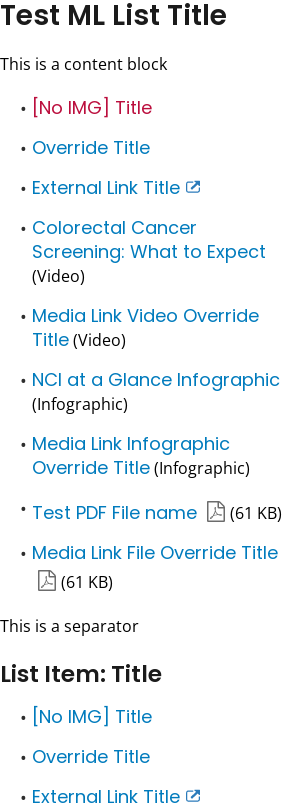 Test ML List Title
This is a content block
[No IMG] Title
Override Title
External Link Title
Colorectal Cancer
Screening: What to Expect
(Video)
Media Link Video Override
Title (Video)
NCI at a Glance Infographic
(Infographic)
Media Link Infographic
Override Title (Infographic)
Test PDF File name (61 KB)
Media Link File Override Title
(61 KB)
This is a separator
List Item: Title
[No IMG] Title
Override Title
External Link Title